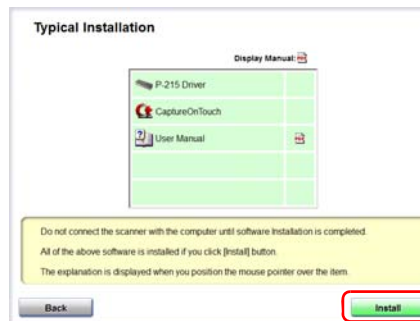 Typical Installation
Display Manual:
P-215 Driver
CaptureOnTouch
User Manual
Do not connect the scanner with the computer until software Installation is completed.
All of the above software is installed if you click [Install] button.
The explanation is displayed when you position the mouse pointer over the item.
Back
Install